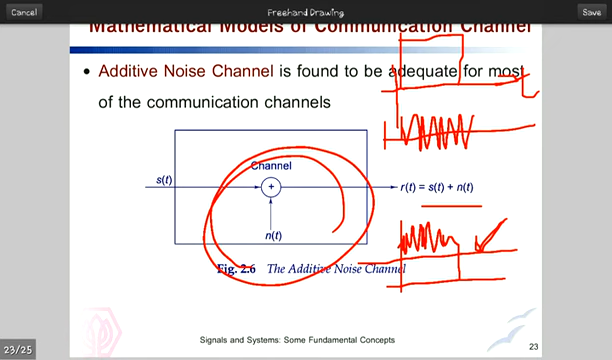 Cancel
Freehand Drawing
Save
Mathematical Models of Communication Channel
• Additive Noise Channel is found to be adequate for most
of the communication channels
Channel
s(t)
+
r(t) = s(t) + n(t)
n(t)
Fig. 2.6 The Additive Noise Channel
Signals and Systems: Some Fundamental Concepts
23
23/25